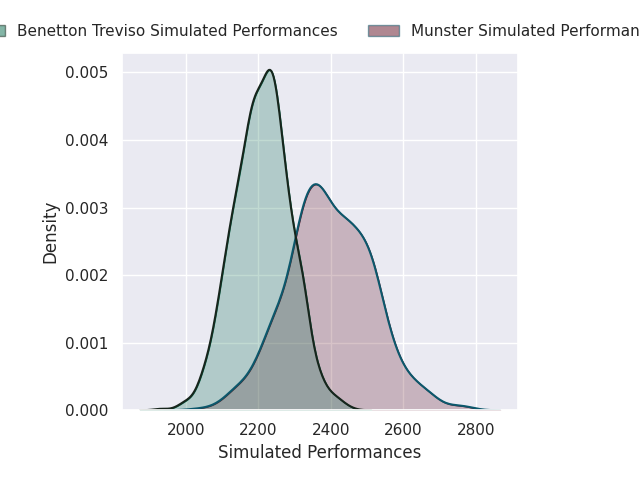 Benetton Treviso Simulated Performances
Munster Simulated
0.005
0.004
0.003
0.002
0.001
0.000
Density
2000 2200 2400 2600 2800
Simulated Performances